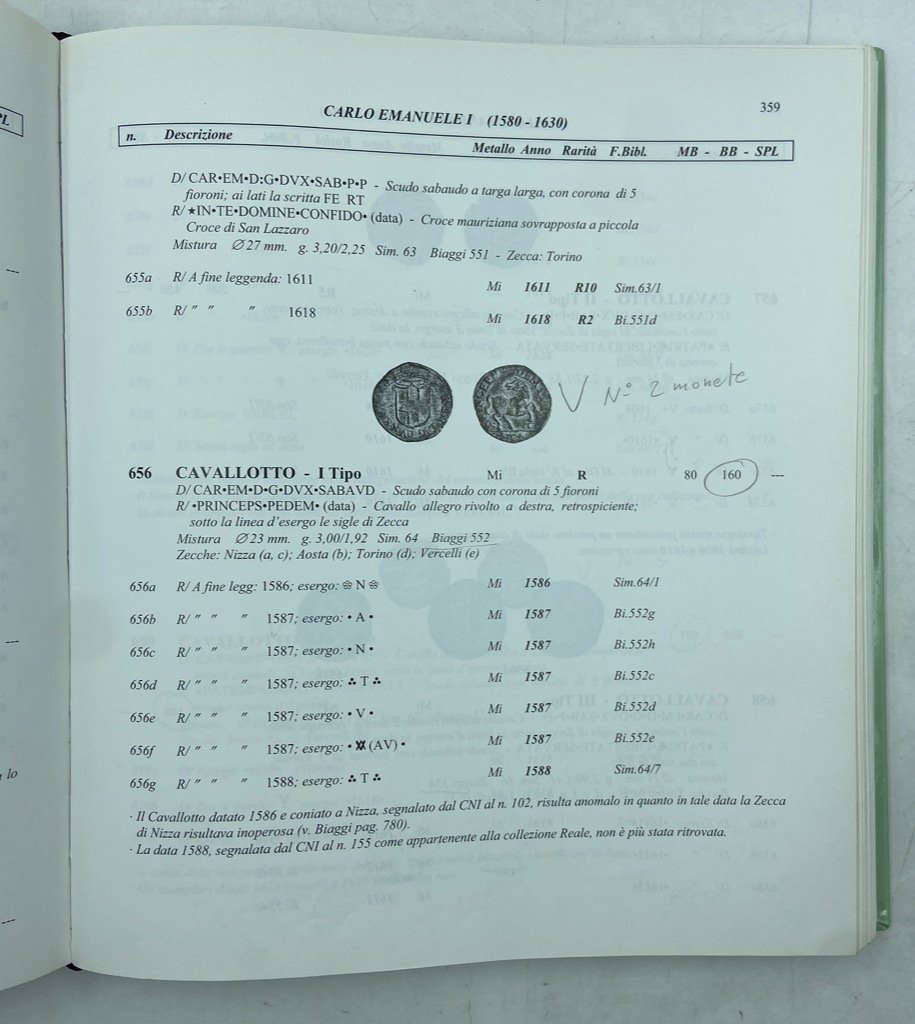 PL
359
CARLO EMANUELE I (1580 - 1630)
n. Descrizione Metallo Anno Rarità F.Bibl. MB - BB - SPL
D/ CAR•EM•D:G•DVX•SAB•P•P - Scudo sabaudo a targa larga, con corona di 5
fioroni; ai lati la scritta FE RT
R/ ★IN•TE•DOMINE•CONFIDO• (data) - Croce mauriziana sovrapposta a piccola
Croce di San Lazzaro
Mistura Ø 27 mm. g. 3,20/2,25 Sim. 63 Biaggi 551 - Zecca: Torino
655a R/ A fine leggenda: 1611 Mi 1611 R10 Sim.63/1
655b R/ " " " 1618 Mi 1618 R2 Bi.551d
V N° 2 monete
656 CAVALLOTTO - I Tipo Mi R 80 160 ---
D/ CAR•EM•D•G•DVX•SABAVD - Scudo sabaudo con corona di 5 fioroni
R/ •PRINCEPS•PEDEM• (data) - Cavallo allegro rivolto a destra, retrospiciente;
sotto la linea d'esergo le sigle di Zecca
Mistura Ø 23 mm. g. 3,00/1,92 Sim. 64 Biaggi 552
Zecche: Nizza (a, c); Aosta (b); Torino (d); Vercelli (e)
656a R/ A fine legg: 1586; esergo: ❀ N ❀ Mi 1586 Sim.64/1
656b R/ " " " 1587; esergo: • A • Mi 1587 Bi.552g
656c R/ " " " 1587; esergo: • N • Mi 1587 Bi.552h
656d R/ " " " 1587; esergo: ∴ T ∴ Mi 1587 Bi.552c
656e R/ " " " 1587; esergo: • V • Mi 1587 Bi.552d
656f R/ " " " 1587; esergo: • (AV) • Mi 1587 Bi.552e
656g R/ " " " 1588; esergo: ∴ T ∴ Mi 1588 Sim.64/7
· Il Cavallotto datato 1586 e coniato a Nizza, segnalato dal CNI al n. 102, risulta anomalo in quanto in tale data la Zecca
di Nizza risultava inoperosa (v. Biaggi pag. 780).
· La data 1588, segnalata dal CNI al n. 155 come appartenente alla collezione Reale, non è più stata ritrovata.